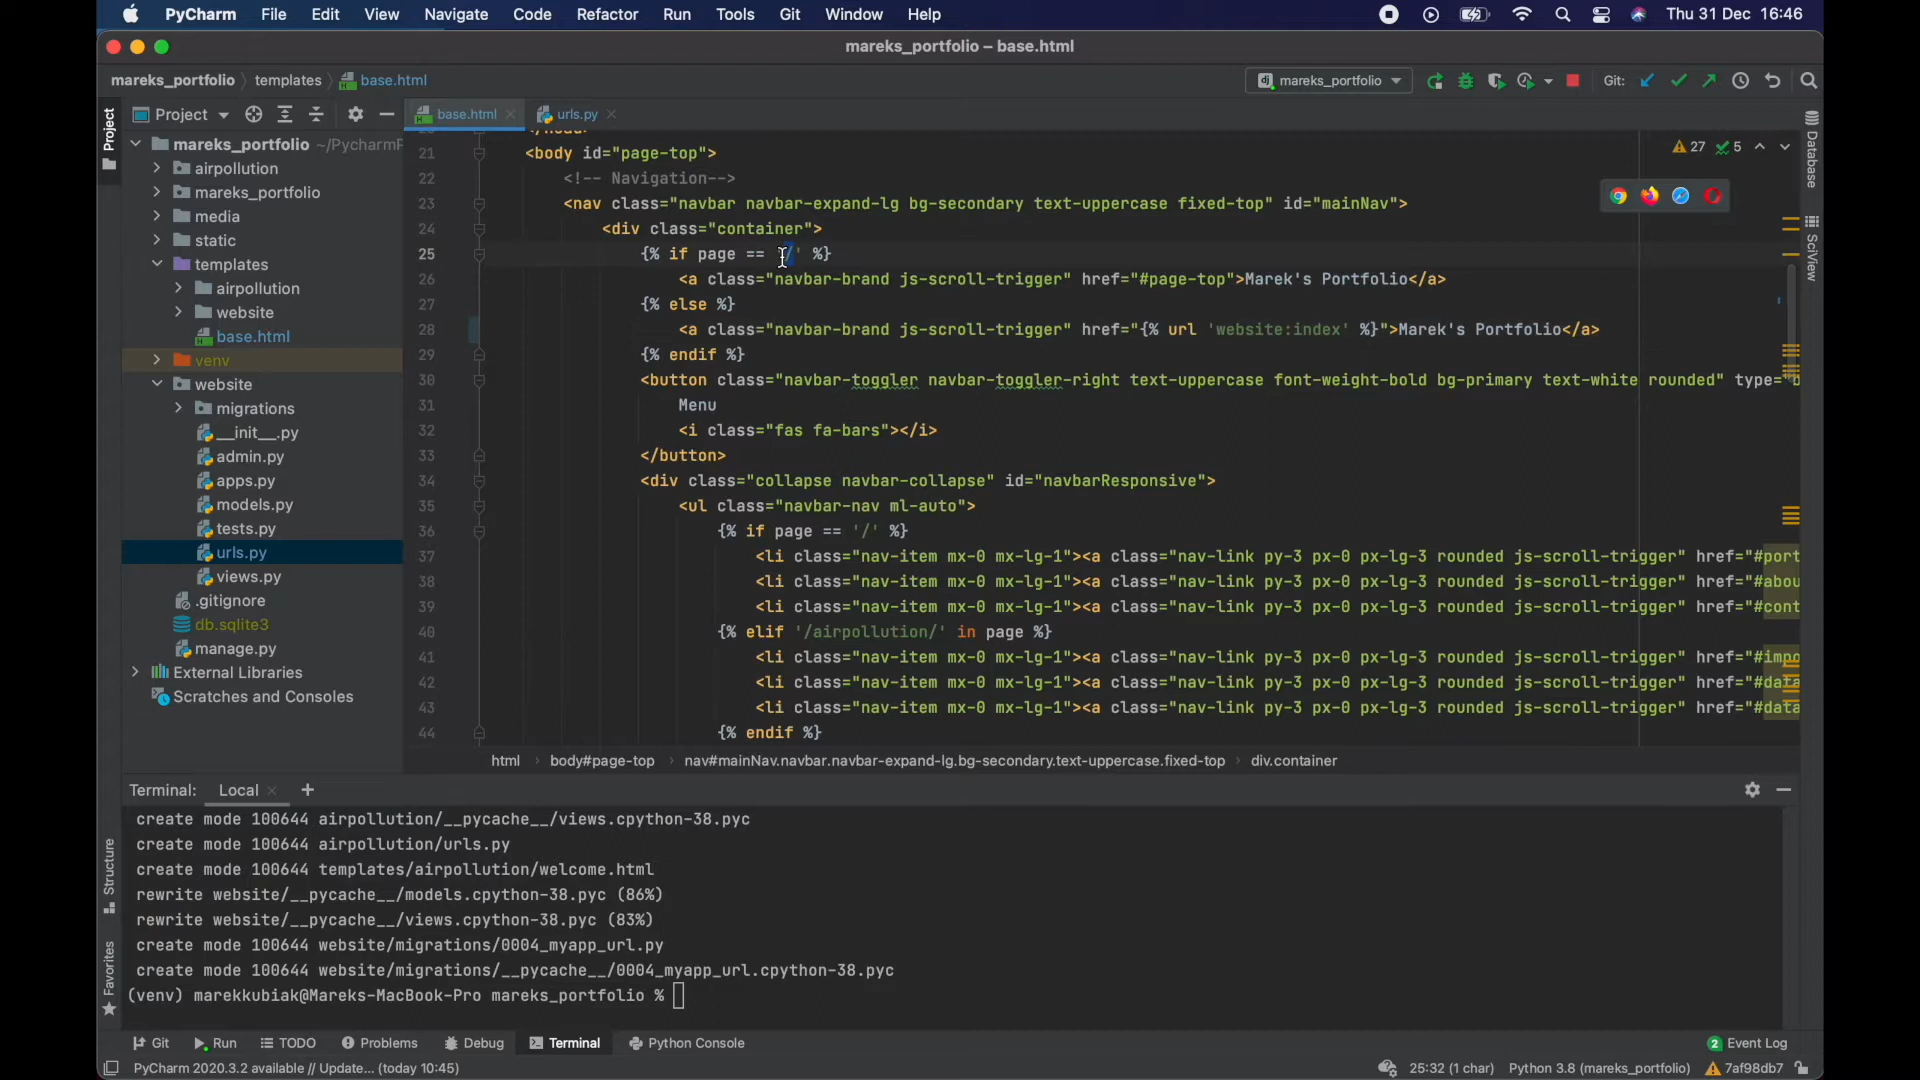 PyCharm File Edit View Navigate Code Refactor Run Tools Git Window Help Thu 31 Dec 16:46
mareks_portfolio – base.html
mareks_portfolio templates base.html mareks_portfolio Git:
Project base.html urls.py
Project
mareks_portfolio ~/PycharmP
airpollution
mareks_portfolio
media
static
templates
airpollution
website
base.html
venv
website
migrations
__init__.py
admin.py
apps.py
models.py
tests.py
urls.py
views.py
.gitignore
db.sqlite3
manage.py
External Libraries
Scratches and Consoles
27 5
21 <body id="page-top">
22 <!-- Navigation-->
23 <nav class="navbar navbar-expand-lg bg-secondary text-uppercase fixed-top" id="mainNav">
24 <div class="container">
25 {% if page == '/' %}
26 <a class="navbar-brand js-scroll-trigger" href="#page-top">Marek's Portfolio</a>
27 {% else %}
28 <a class="navbar-brand js-scroll-trigger" href="{% url 'website:index' %}">Marek's Portfolio</a>
29 {% endif %}
30 <button class="navbar-toggler navbar-toggler-right text-uppercase font-weight-bold bg-primary text-white rounded" type="b
31 Menu
32 <i class="fas fa-bars"></i>
33 </button>
34 <div class="collapse navbar-collapse" id="navbarResponsive">
35 <ul class="navbar-nav ml-auto">
36 {% if page == '/' %}
37 <li class="nav-item mx-0 mx-lg-1"><a class="nav-link py-3 px-0 px-lg-3 rounded js-scroll-trigger" href="#port
38 <li class="nav-item mx-0 mx-lg-1"><a class="nav-link py-3 px-0 px-lg-3 rounded js-scroll-trigger" href="#abou
39 <li class="nav-item mx-0 mx-lg-1"><a class="nav-link py-3 px-0 px-lg-3 rounded js-scroll-trigger" href="#cont
40 {% elif '/airpollution/' in page %}
41 <li class="nav-item mx-0 mx-lg-1"><a class="nav-link py-3 px-0 px-lg-3 rounded js-scroll-trigger" href="#impo
42 <li class="nav-item mx-0 mx-lg-1"><a class="nav-link py-3 px-0 px-lg-3 rounded js-scroll-trigger" href="#data
43 <li class="nav-item mx-0 mx-lg-1"><a class="nav-link py-3 px-0 px-lg-3 rounded js-scroll-trigger" href="#data
44 {% endif %}
Database
SciView
html body#page-top nav#mainNav.navbar.navbar-expand-lg.bg-secondary.text-uppercase.fixed-top div.container
Terminal: Local
create mode 100644 airpollution/__pycache__/views.cpython-38.pyc
create mode 100644 airpollution/urls.py
create mode 100644 templates/airpollution/welcome.html
rewrite website/__pycache__/models.cpython-38.pyc (86%)
rewrite website/__pycache__/views.cpython-38.pyc (83%)
create mode 100644 website/migrations/0004_myapp_url.py
create mode 100644 website/migrations/__pycache__/0004_myapp_url.cpython-38.pyc
(venv) marekkubiak@Mareks-MacBook-Pro mareks_portfolio %
Structure
Favorites
Git Run TODO Problems Debug Terminal Python Console 2 Event Log
PyCharm 2020.3.2 available // Update... (today 10:45) 25:32 (1 char) Python 3.8 (mareks_portfolio) 7af98db7